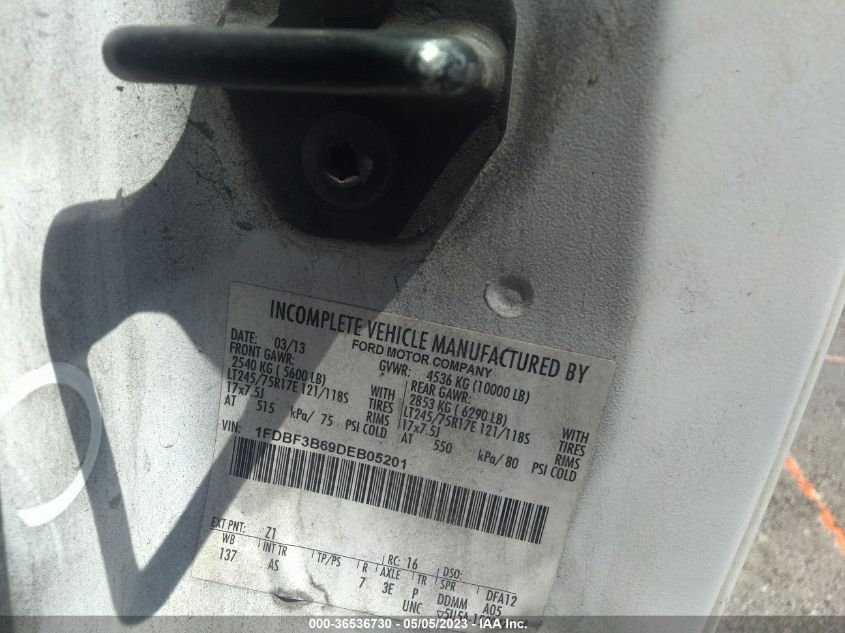 INCOMPLETE VEHICLE MANUFACTURED BY
FORD MOTOR COMPANY
DATE: 03/13 GVWR: 4536 KG (10000 LB)
FRONT GAWR: REAR GAWR:
2540 KG (5600 LB) WITH 2853 KG (6290 LB) WITH
LT245/75R17E 121/118S TIRES LT245/75R17E 121/118S TIRES
17x7.5J RIMS 17x7.5J RIMS
AT 515 kPa/ 75 PSI COLD AT 550 kPa/ 80 PSI COLD
VIN: 1FDBF3B69DEB05201
EXT PNT: Z1 RC: 16 DSO:
WB INT TR TP/PS R AXLE TR SPR DFA12
137 AS 7 3E P DDMM A05
UNC
000-36536730 - 05/05/2023 - IAA Inc.